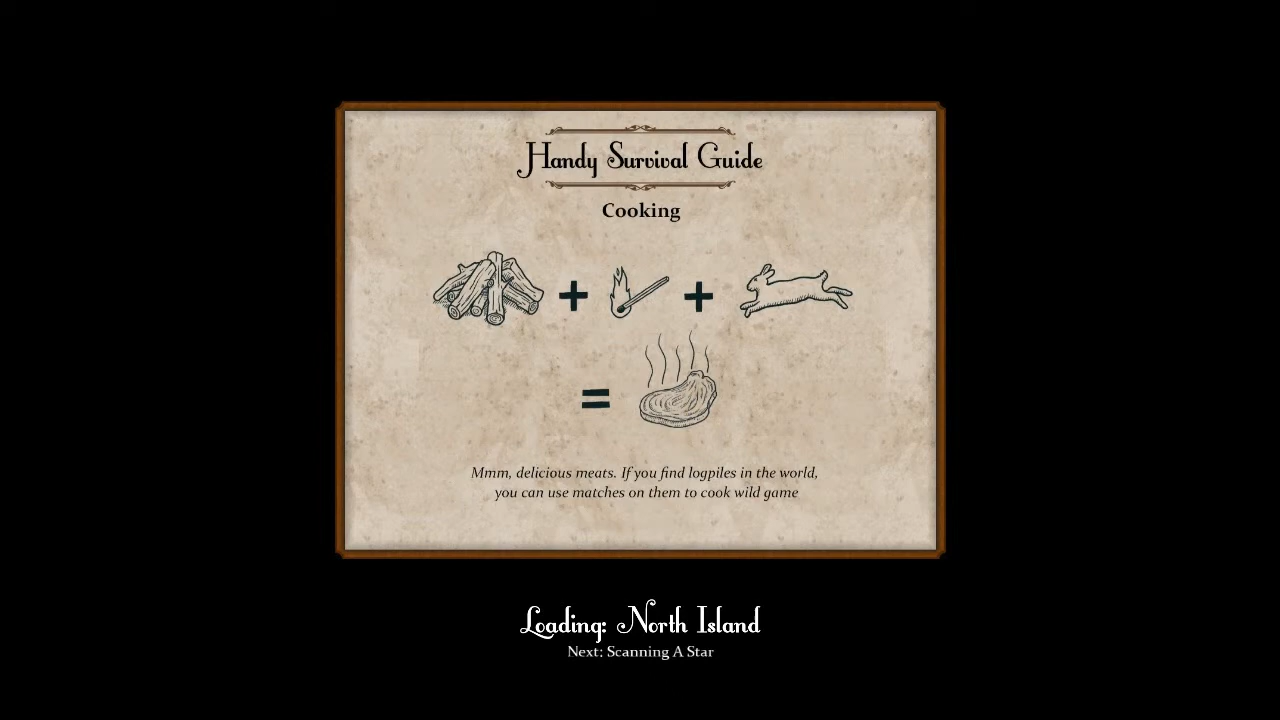 Handy Survival Guide
Cooking
+ +
=
Mmm, delicious meats. If you find logpiles in the world,
you can use matches on them to cook wild game
Loading: North Island
Next: Scanning A Star